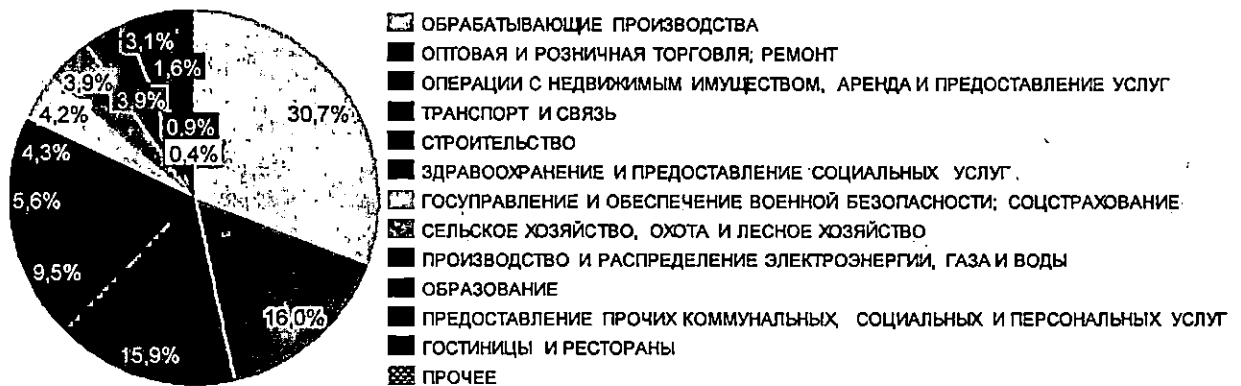 3,1%
1,6%
3,9%
3,9%
30,7%
4,2%
0,9%
4,3%
0,4%
5,6%
9,5%
16,0%
15,9%
ОБРАБАТЫВАЮЩИЕ ПРОИЗВОДСТВА
ОПТОВАЯ И РОЗНИЧНАЯ ТОРГОВЛЯ; РЕМОНТ
ОПЕРАЦИИ С НЕДВИЖИМЫМ ИМУЩЕСТВОМ, АРЕНДА И ПРЕДОСТАВЛЕНИЕ УСЛУГ
ТРАНСПОРТ И СВЯЗЬ
СТРОИТЕЛЬСТВО
ЗДРАВООХРАНЕНИЕ И ПРЕДОСТАВЛЕНИЕ СОЦИАЛЬНЫХ УСЛУГ
ГОСУПРАВЛЕНИЕ И ОБЕСПЕЧЕНИЕ ВОЕННОЙ БЕЗОПАСНОСТИ; СОЦСТРАХОВАНИЕ
СЕЛЬСКОЕ ХОЗЯЙСТВО, ОХОТА И ЛЕСНОЕ ХОЗЯЙСТВО
ПРОИЗВОДСТВО И РАСПРЕДЕЛЕНИЕ ЭЛЕКТРОЭНЕРГИИ, ГАЗА И ВОДЫ
ОБРАЗОВАНИЕ
ПРЕДОСТАВЛЕНИЕ ПРОЧИХ КОММУНАЛЬНЫХ, СОЦИАЛЬНЫХ И ПЕРСОНАЛЬНЫХ УСЛУГ
ГОСТИНИЦЫ И РЕСТОРАНЫ
ПРОЧЕЕ